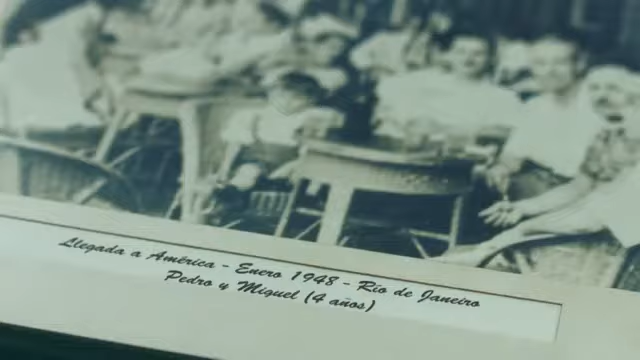 Llegada a América - Enero 1948 - Río de Janeiro
Pedro y Miguel (4 años)